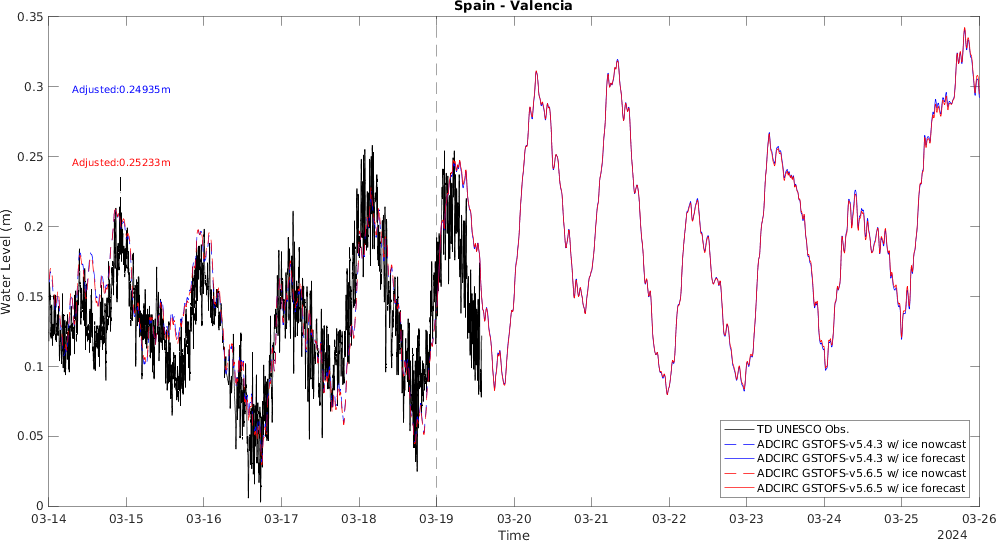 Spain - Valencia
0.35
0.3
0.25
0.2
0.15
0.1
0.05
0
Water Level (m)
Adjusted:0.24935m
Adjusted:0.25233m
TD UNESCO Obs.
ADCIRC GSTOFS-v5.4.3 w/ ice nowcast
ADCIRC GSTOFS-v5.4.3 w/ ice forecast
ADCIRC GSTOFS-v5.6.5 w/ ice nowcast
ADCIRC GSTOFS-v5.6.5 w/ ice forecast
03-14 03-15 03-16 03-17 03-18 03-19 03-20 03-21 03-22 03-23 03-24 03-25 03-26
Time
2024